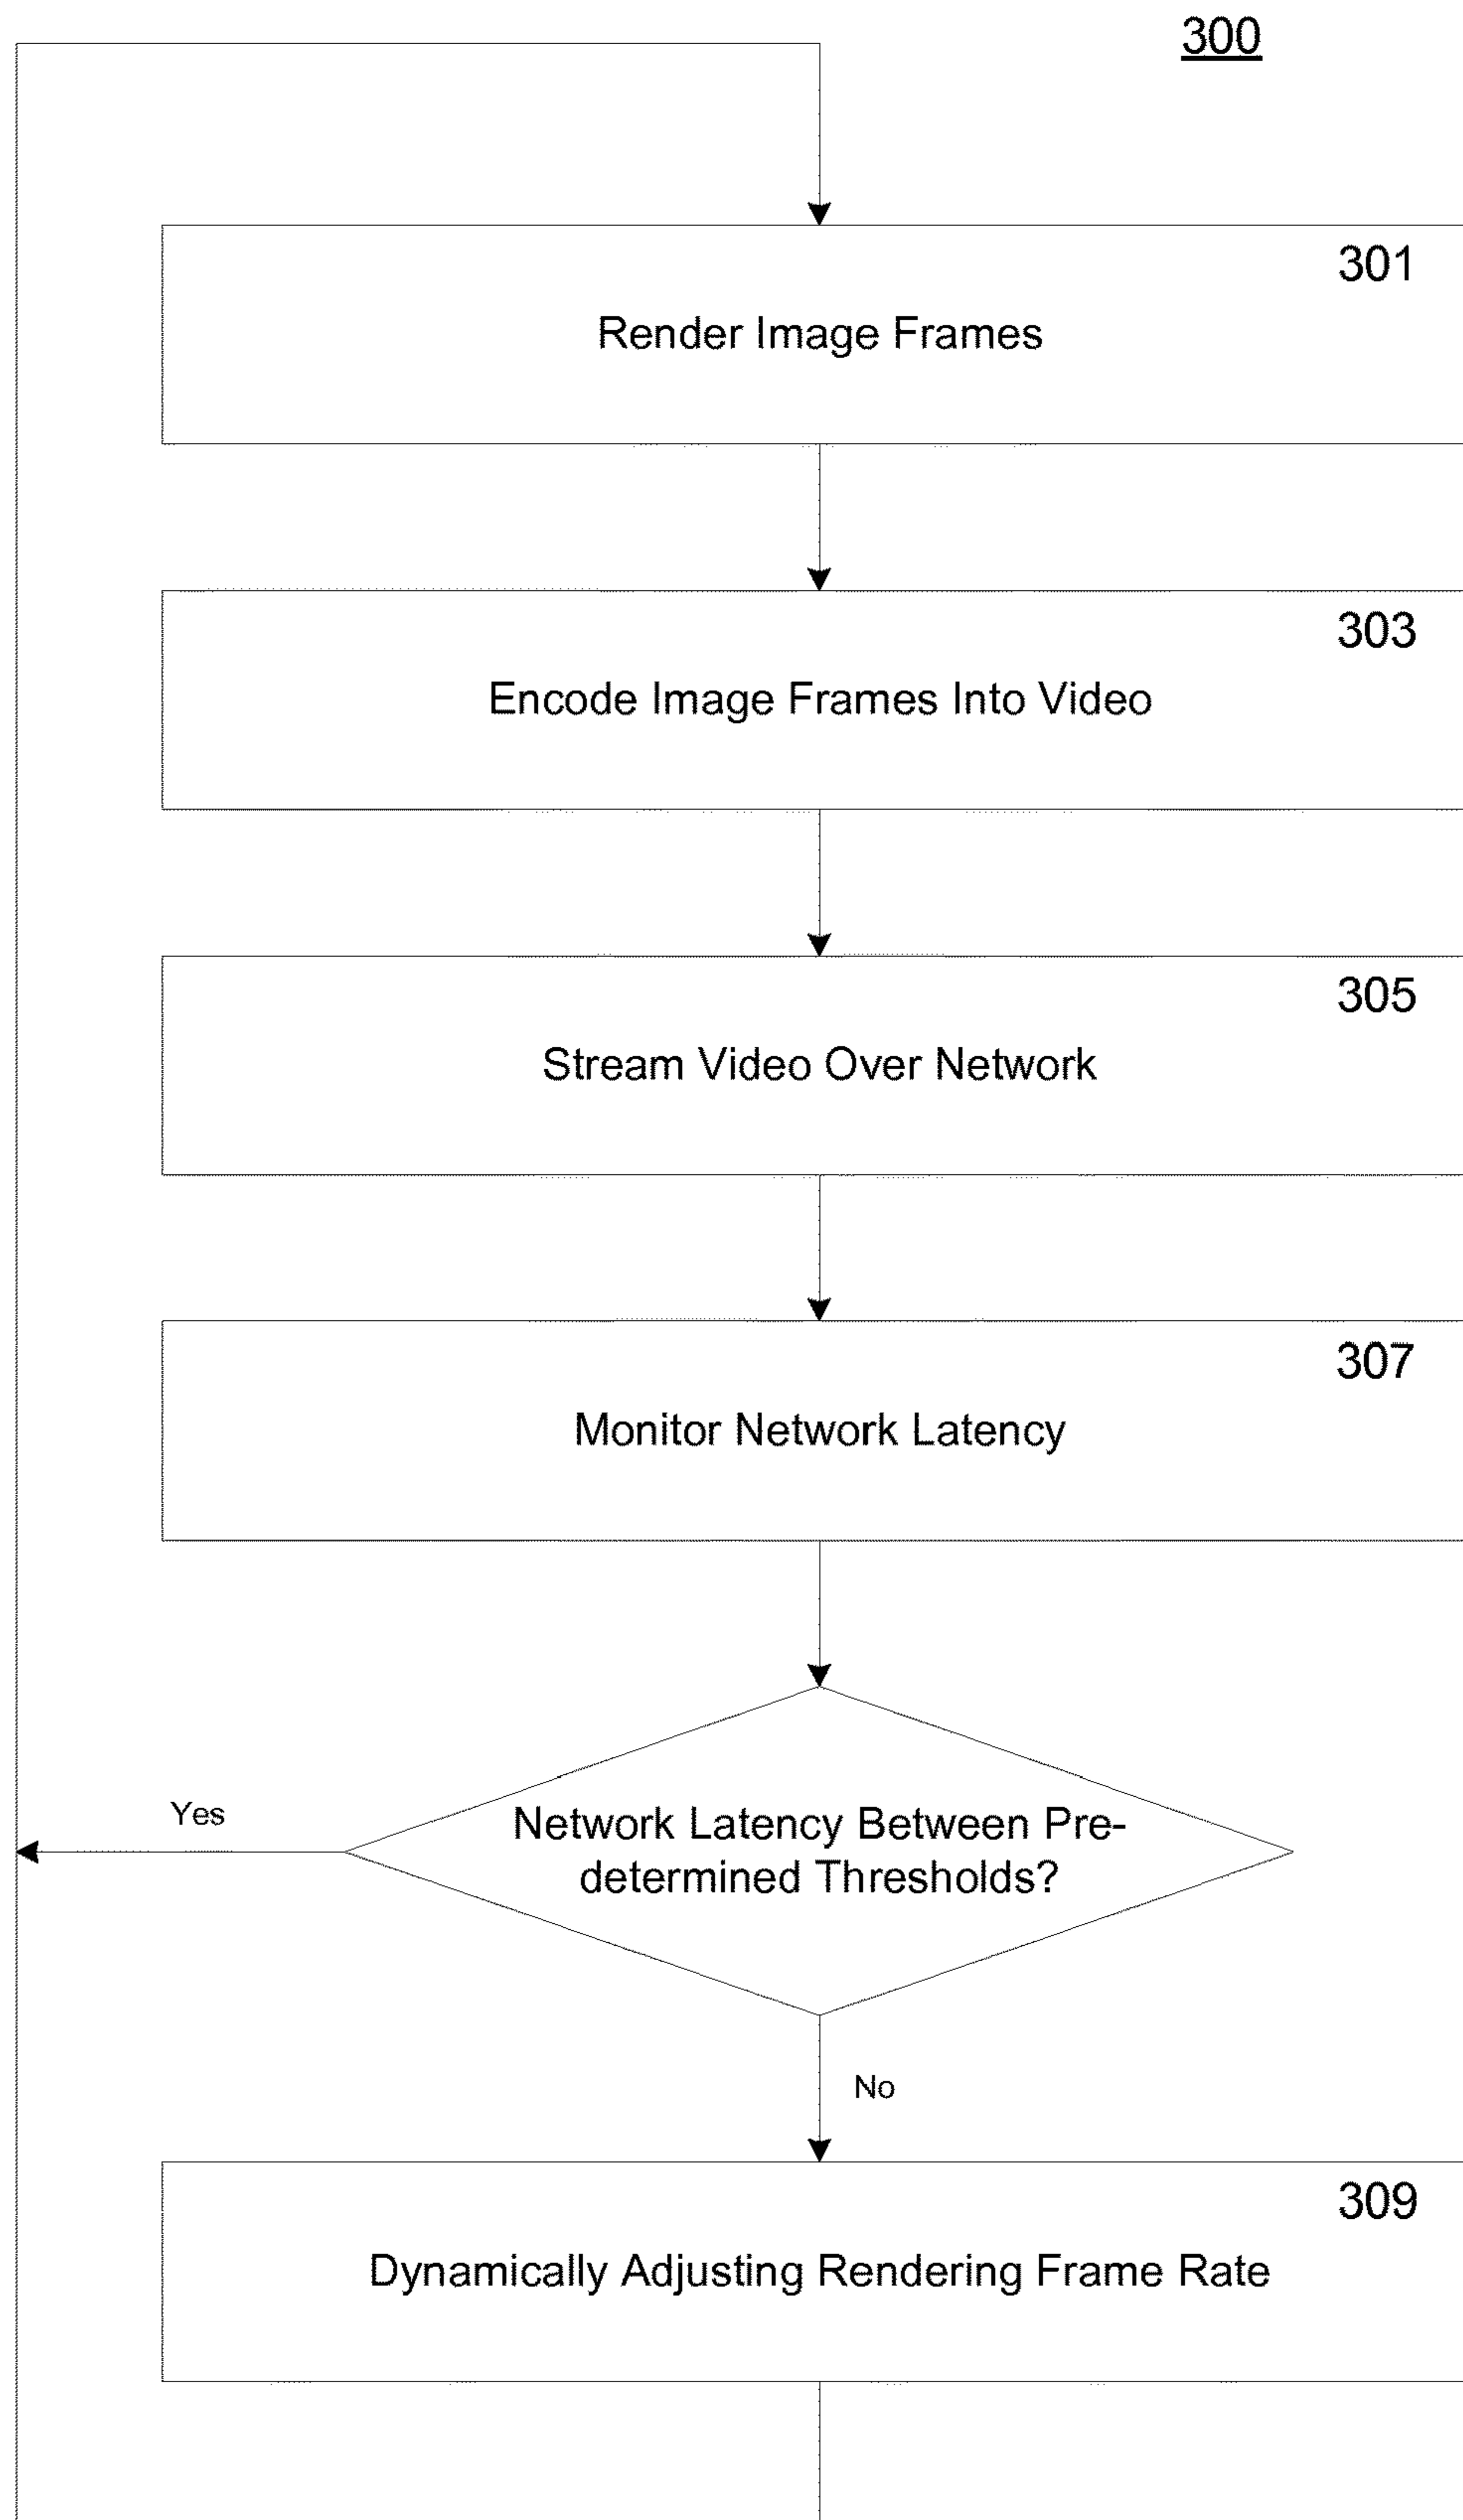 300
301
Render Image Frames
303
Encode Image Frames Into Video
305
Stream Video Over Network
307
Monitor Network Latency
Yes
Network Latency Between Pre-
determined Thresholds?
No
309
Dynamically Adjusting Rendering Frame Rate